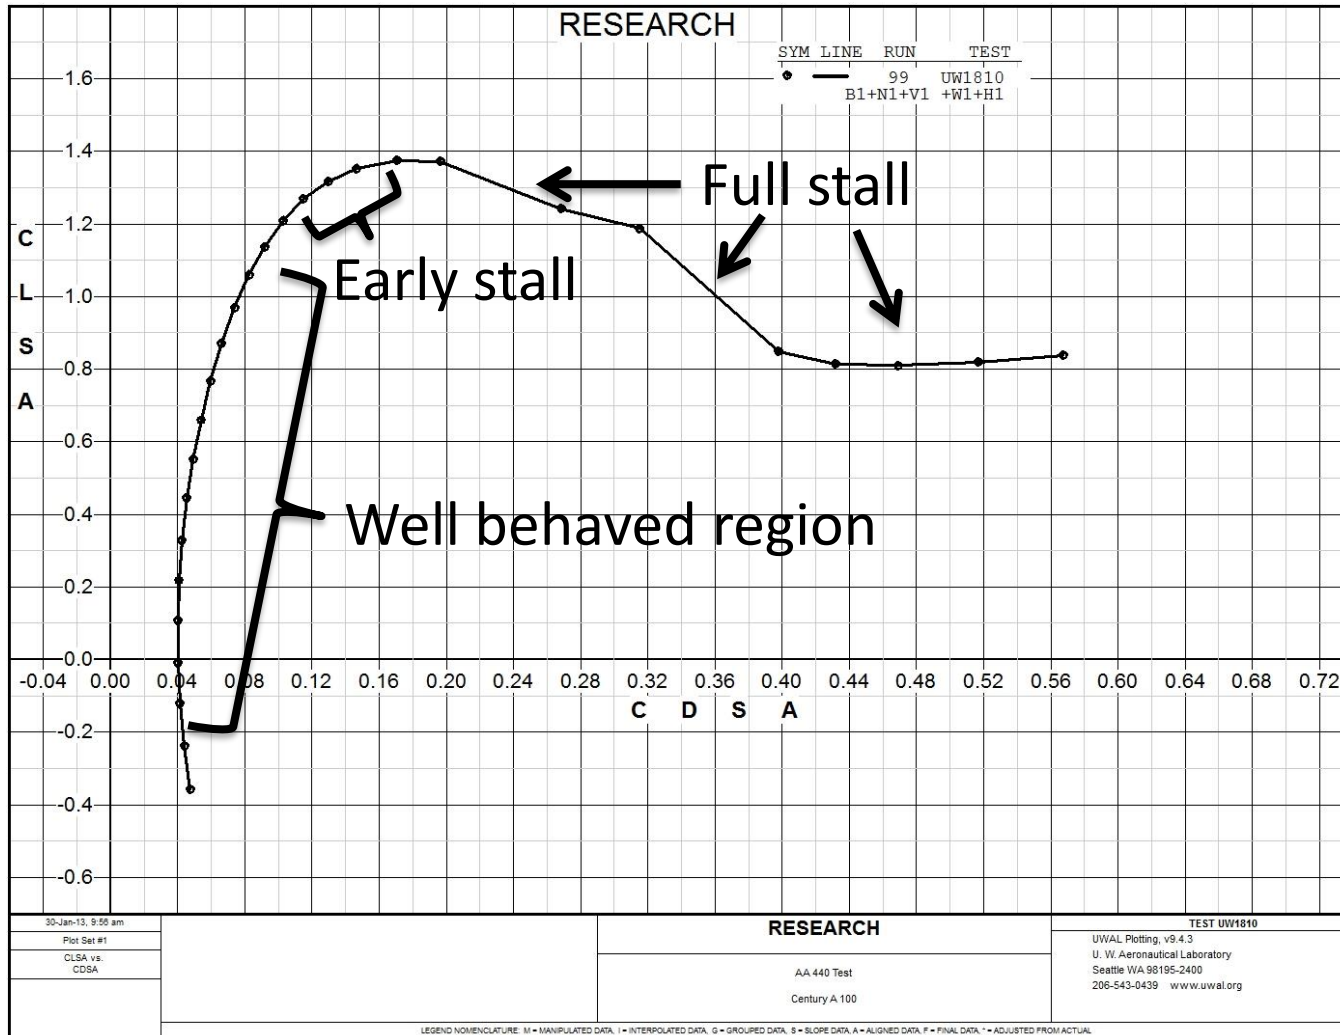 RESEARCH
SYM LINE RUN TEST
99 UW1810
B1+N1+V1 +W1+H1
1.6
1.4
1.2
1.0
0.8
0.6
0.4
0.2
0.0
-0.2
-0.4
-0.6
C
L
S
A
Full stall
Early stall
Well behaved region
-0.04 0.00 0.04 0.08 0.12 0.16 0.20 0.24 0.28 0.32 0.36 0.40 0.44 0.48 0.52 0.56 0.60 0.64 0.68 0.72
C D S A
30-Jan-13, 9:56 am
Plot Set #1
CLSA vs.
CDSA
RESEARCH
AA 440 Test
Century A 100
TEST UW1810
UWAL Plotting, v9.4.3
U. W. Aeronautical Laboratory
Seattle WA 98195-2400
206-543-0439 www.uwal.org
LEGEND NOMENCLATURE: M = MANIPULATED DATA, I = INTERPOLATED DATA, G = GROUPED DATA, S = SLOPE DATA, A = ALIGNED DATA, F = FINAL DATA, * = ADJUSTED FROM ACTUAL